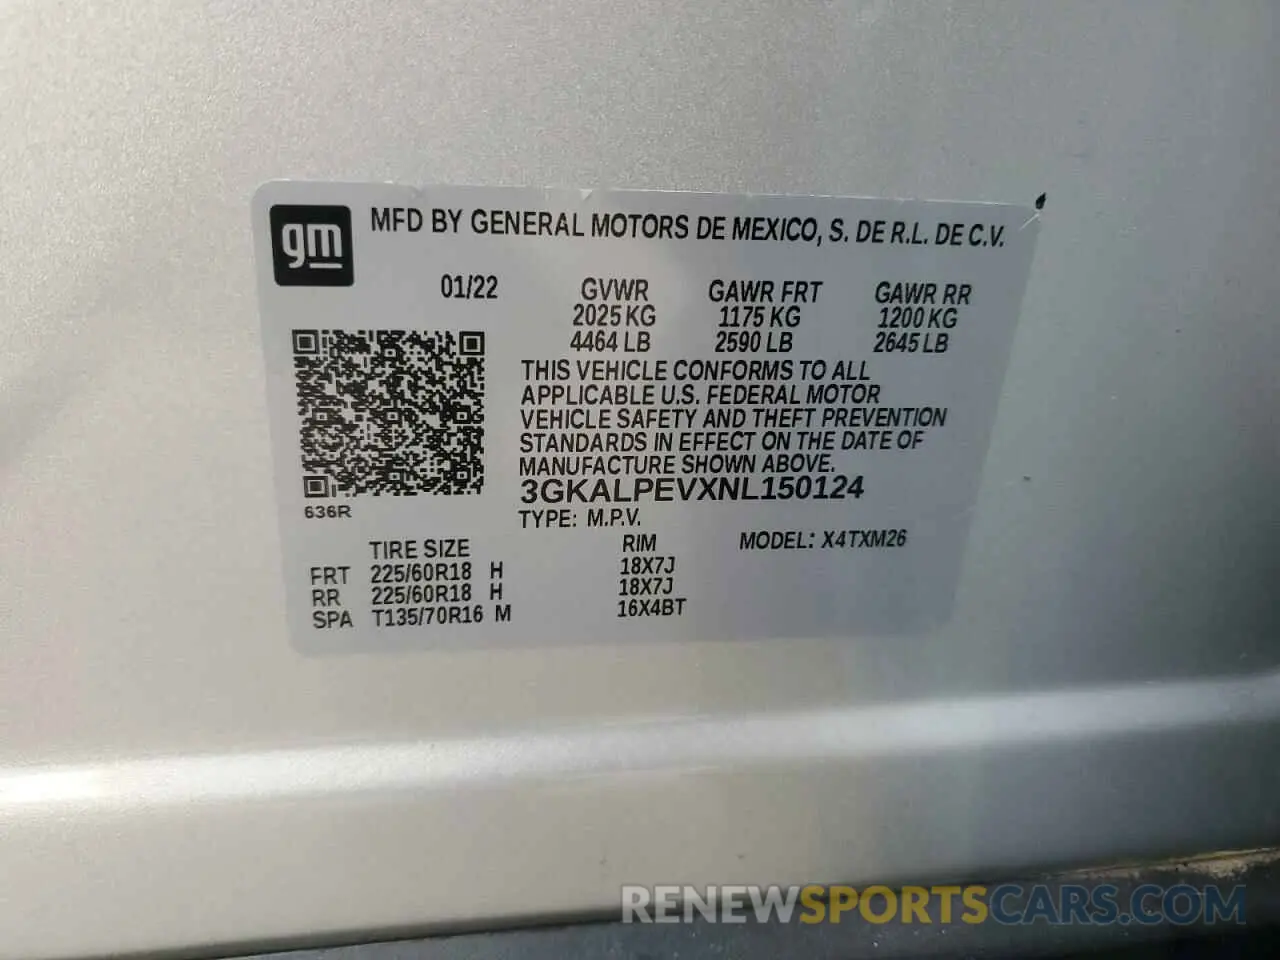 gm
MFD BY GENERAL MOTORS DE MEXICO, S. DE R.L. DE C.V.
01/22 GVWR GAWR FRT GAWR RR
2025 KG 1175 KG 1200 KG
4464 LB 2590 LB 2645 LB
THIS VEHICLE CONFORMS TO ALL
APPLICABLE U.S. FEDERAL MOTOR
VEHICLE SAFETY AND THEFT PREVENTION
STANDARDS IN EFFECT ON THE DATE OF
MANUFACTURE SHOWN ABOVE.
3GKALPEVXNL150124
636R
TYPE: M.P.V.
TIRE SIZE RIM MODEL: X4TXM26
FRT 225/60R18 H 18X7J
RR 225/60R18 H 18X7J
SPA T135/70R16 M 16X4BT
RENEWSPORTSCARS.COM